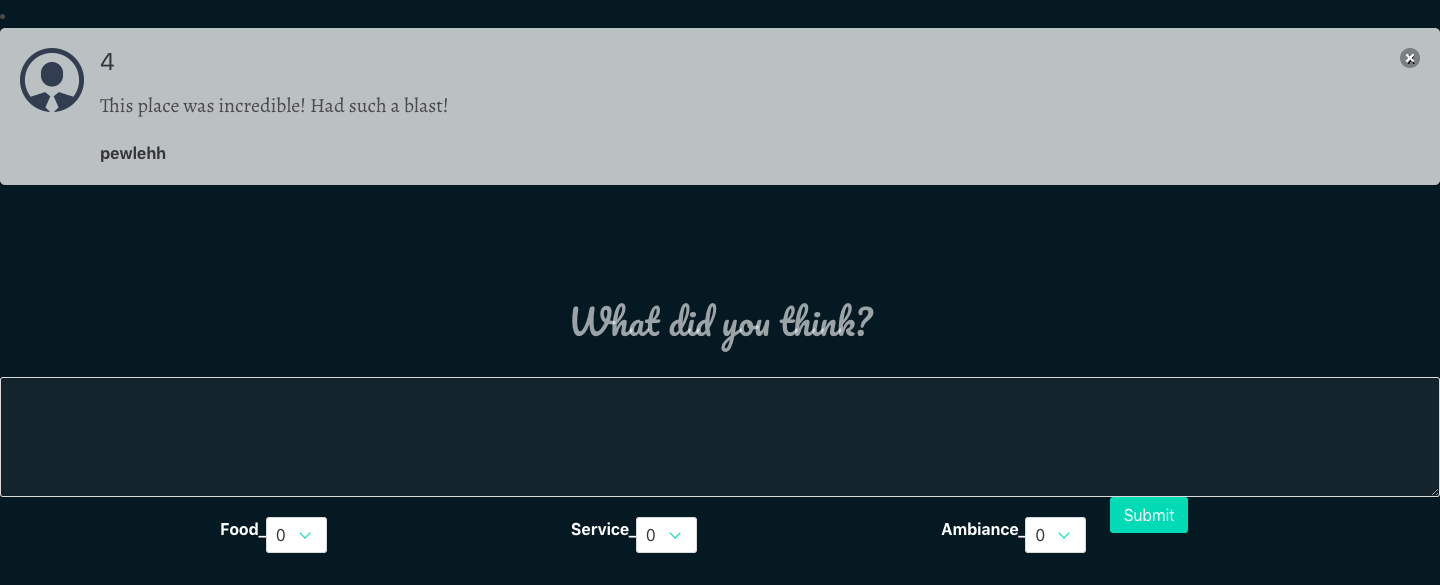 4
This place was incredible! Had such a blast!
pewlehh
What did you think?
Submit
Food_ 0 Service_ 0 Ambiance_ 0